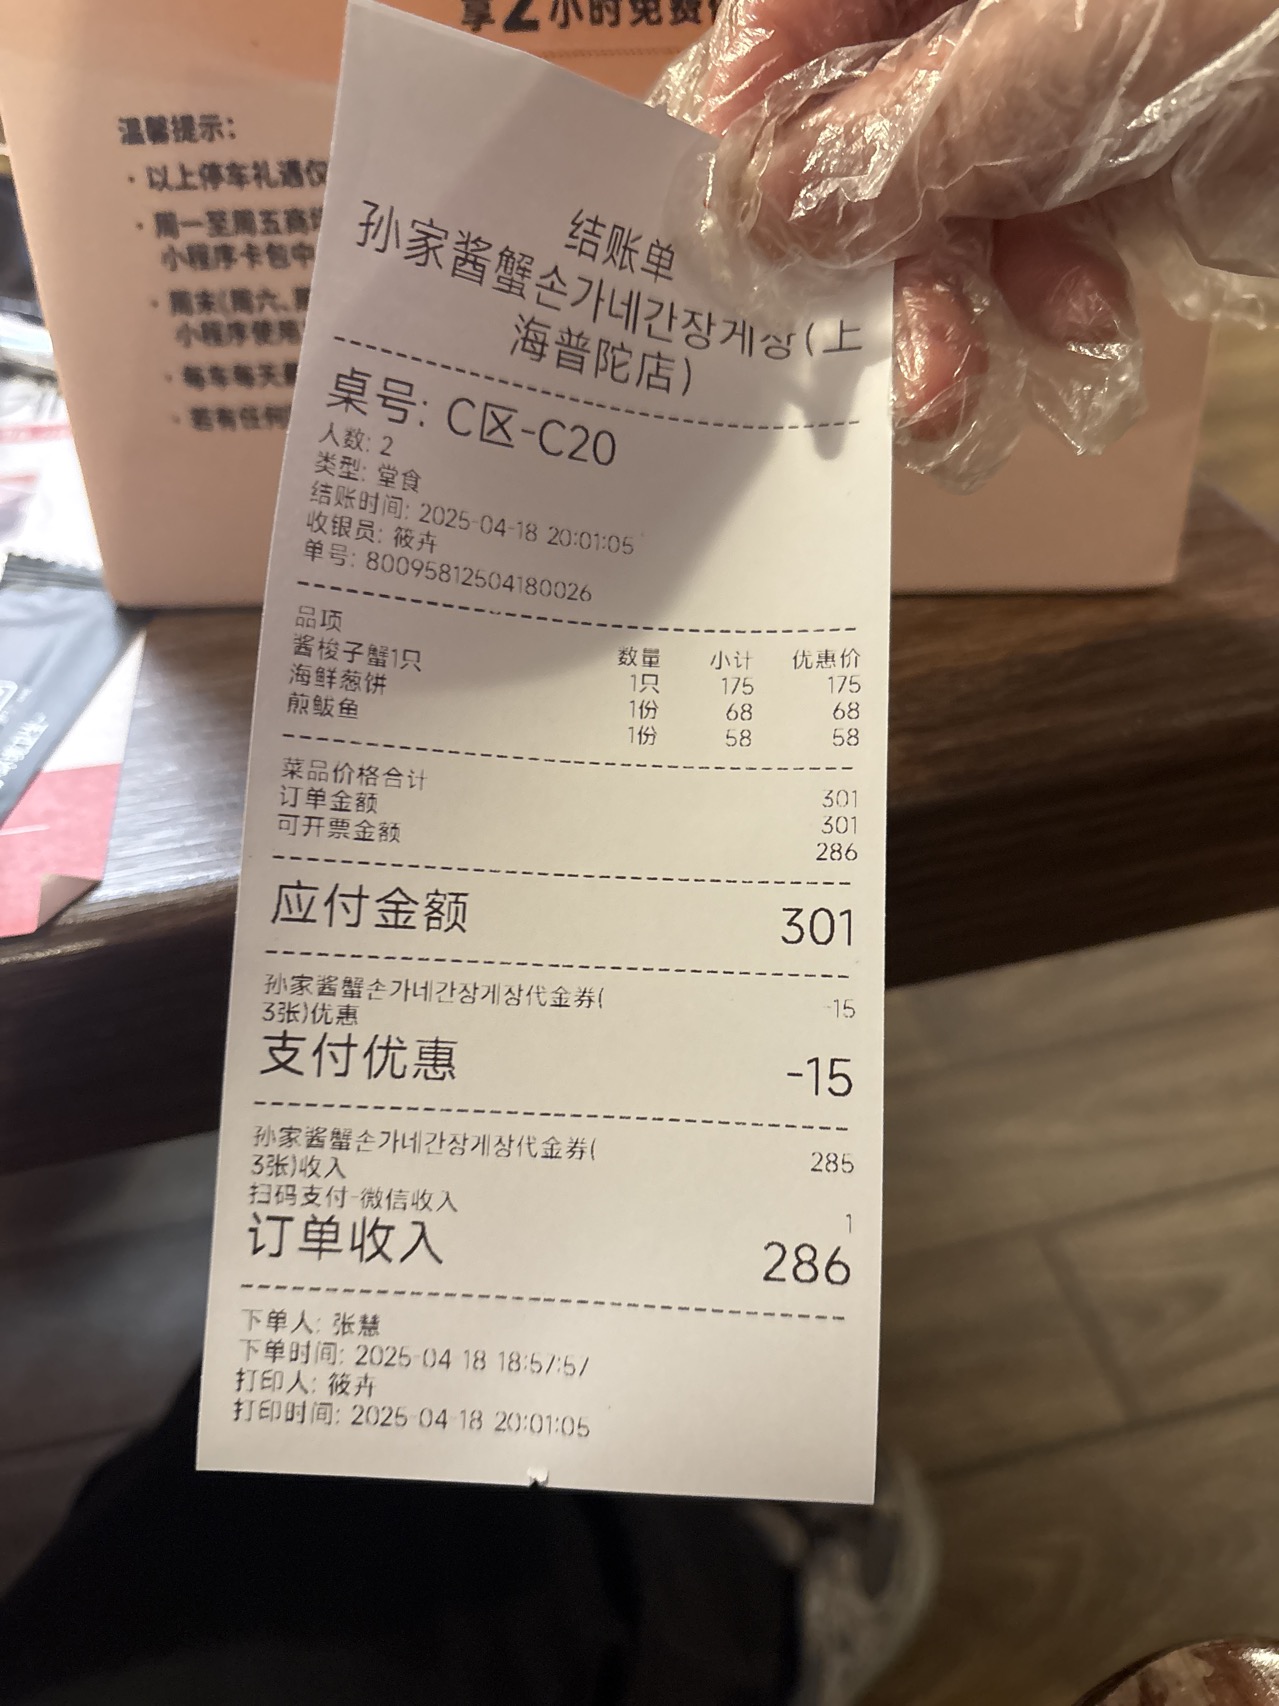 享2小时免费
温馨提示：
· 以上停车礼遇仅
· 周一至周五高
小程序卡包中
· 周末(周六、
小程序使用
· 每车每天
· 若有任何
结账单
孙家酱蟹손가네간장게장(上
海普陀店)
桌号: C区-C20
人数: 2
类型: 堂食
结账时间: 2025-04-18 20:01:05
收银员: 筱卉
单号: 80095812504180026
品项 数量 小计 优惠价
酱梭子蟹1只 1只 175 175
海鲜葱饼 1份 68 68
煎鲅鱼 1份 58 58
菜品价格合计 301
订单金额 301
可开票金额 286
应付金额 301
孙家酱蟹손가네간장게장代金券( -15
3张)优惠
支付优惠 -15
孙家酱蟹손가네간장게장代金券( 285
3张)收入
扫码支付-微信收入 1
订单收入 286
下单人: 张慧
下单时间: 2025-04-18 18:57:57
打印人: 筱卉
打印时间: 2025-04-18 20:01:05